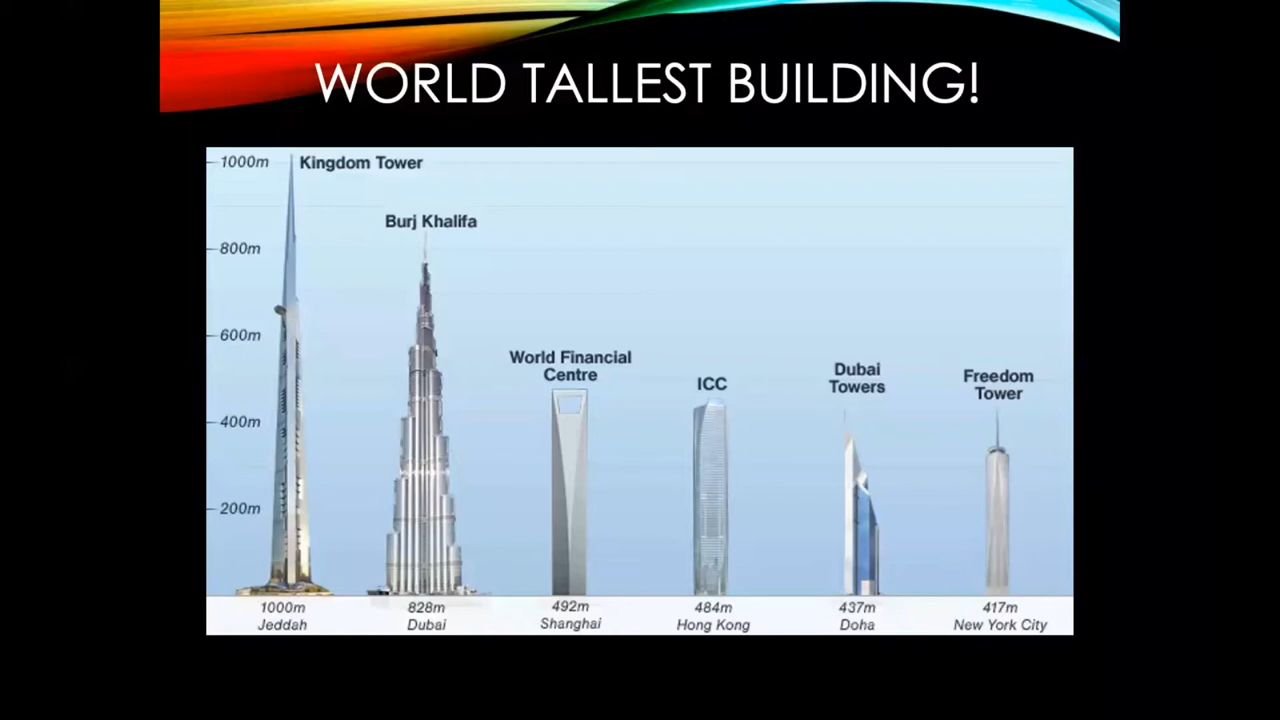 WORLD TALLEST BUILDING!
1000m
Kingdom Tower
Burj Khalifa
800m
600m
World Financial
Centre
ICC
Dubai
Towers
Freedom
Tower
400m
200m
1000m
Jeddah
828m
Dubai
492m
Shanghai
484m
Hong Kong
437m
Doha
417m
New York City